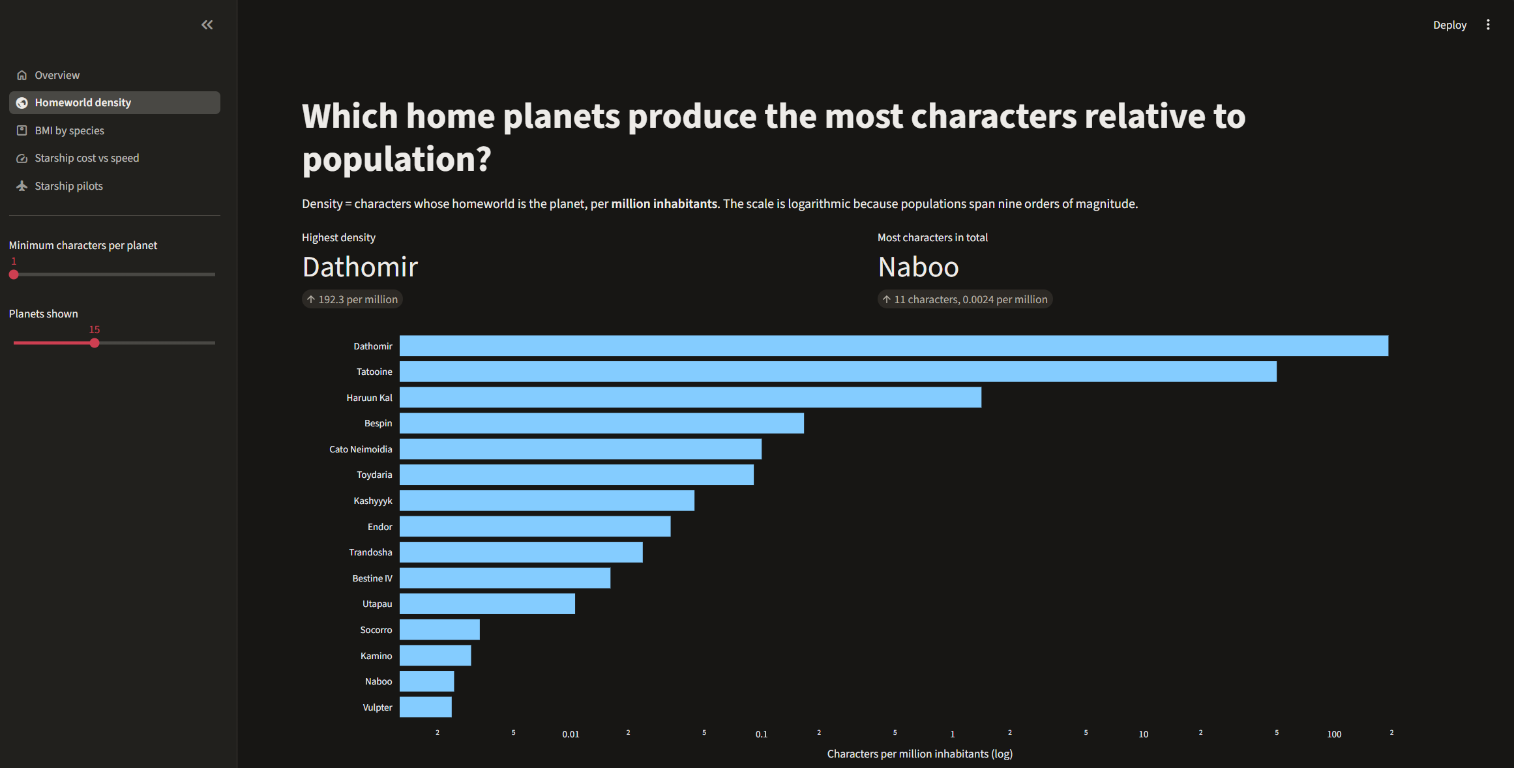 Deploy
Overview
Homeworld density
BMI by species
Starship cost vs speed
Starship pilots
Minimum characters per planet
1
Planets shown
15
Which home planets produce the most characters relative to
population?
Density = characters whose homeworld is the planet, per million inhabitants. The scale is logarithmic because populations span nine orders of magnitude.
Highest density
Dathomir
↑ 192.3 per million
Most characters in total
Naboo
↑ 11 characters, 0.0024 per million
Dathomir
Tatooine
Haruun Kal
Bespin
Cato Neimoidia
Toydaria
Kashyyyk
Endor
Trandosha
Bestine IV
Utapau
Socorro
Kamino
Naboo
Vulpter
2 5 0.01 2 5 0.1 2 5 1 2 5 10 2 5 100 2
Characters per million inhabitants (log)